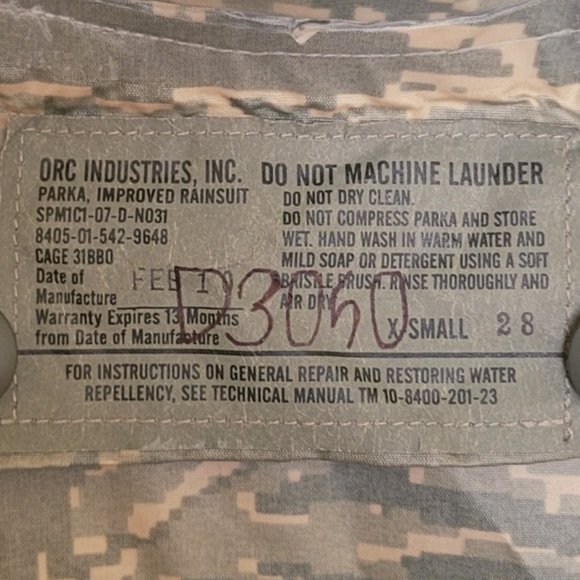 ORC INDUSTRIES, INC.
PARKA, IMPROVED RAINSUIT
SPM1C1-07-D-N031
8405-01-542-9648
CAGE 31BB0
Date of
Manufacture
FEB 10
Warranty Expires 13 Months
from Date of Manufacture
DO NOT MACHINE LAUNDER
DO NOT DRY CLEAN.
DO NOT COMPRESS PARKA AND STORE
WET. HAND WASH IN WARM WATER AND
MILD SOAP OR DETERGENT USING A SOFT
BRISTLE BRUSH. RINSE THOROUGHLY AND
AIR DRY.
D3050
X-SMALL 28
FOR INSTRUCTIONS ON GENERAL REPAIR AND RESTORING WATER
REPELLENCY, SEE TECHNICAL MANUAL TM 10-8400-201-23